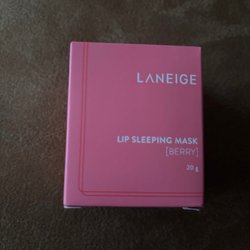 LANEIGE
LIP SLEEPING MASK
[BERRY]
20 g